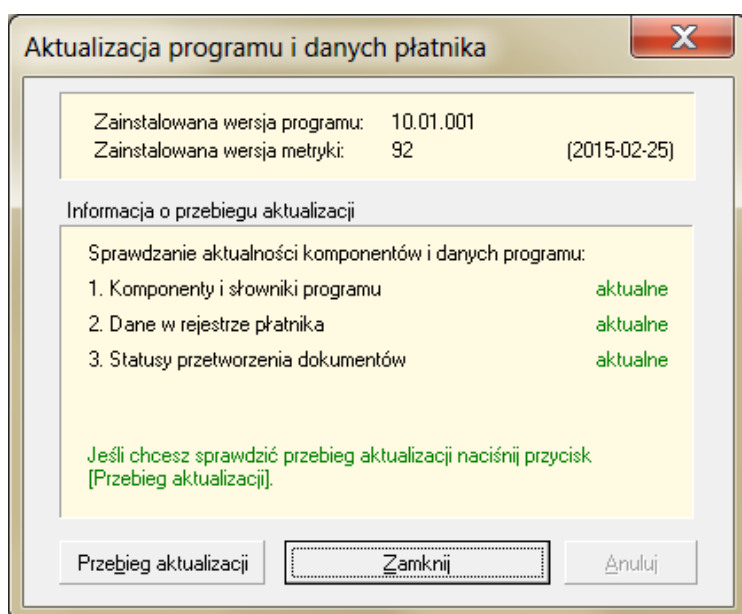 Aktualizacja programu i danych płatnika
Zainstalowana wersja programu: 10.01.001
Zainstalowana wersja metryki: 92 (2015-02-25)
Informacja o przebiegu aktualizacji
Sprawdzanie aktualności komponentów i danych programu:
1. Komponenty i słowniki programu aktualne
2. Dane w rejestrze płatnika aktualne
3. Statusy przetworzenia dokumentów aktualne
Jeśli chcesz sprawdzić przebieg aktualizacji naciśnij przycisk
[Przebieg aktualizacji].
Przebieg aktualizacji Zamknij Anuluj